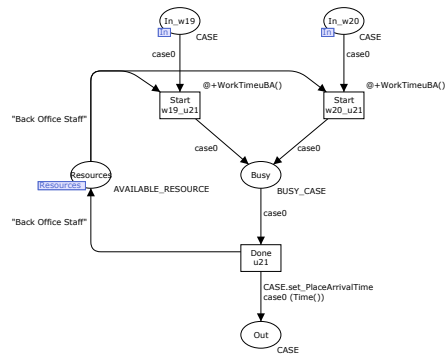 In_w19
In
CASE
In_w20
In
CASE
case0
case0
@+WorkTimeuBA()
@+WorkTimeuBA()
Start
w19_u21
Start
w20_u21
"Back Office Staff"
case0
case0
Resources
Resources
AVAILABLE_RESOURCE
Busy
BUSY_CASE
"Back Office Staff"
case0
Done
u21
CASE.set_PlaceArrivalTime
case0 (Time())
Out
CASE